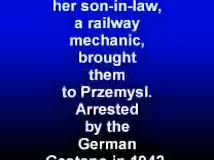 her son-in-law,
a railway
mechanic,
brought
them
to Przemysl.
Arrested
by the
German
Gestapo in 1943,